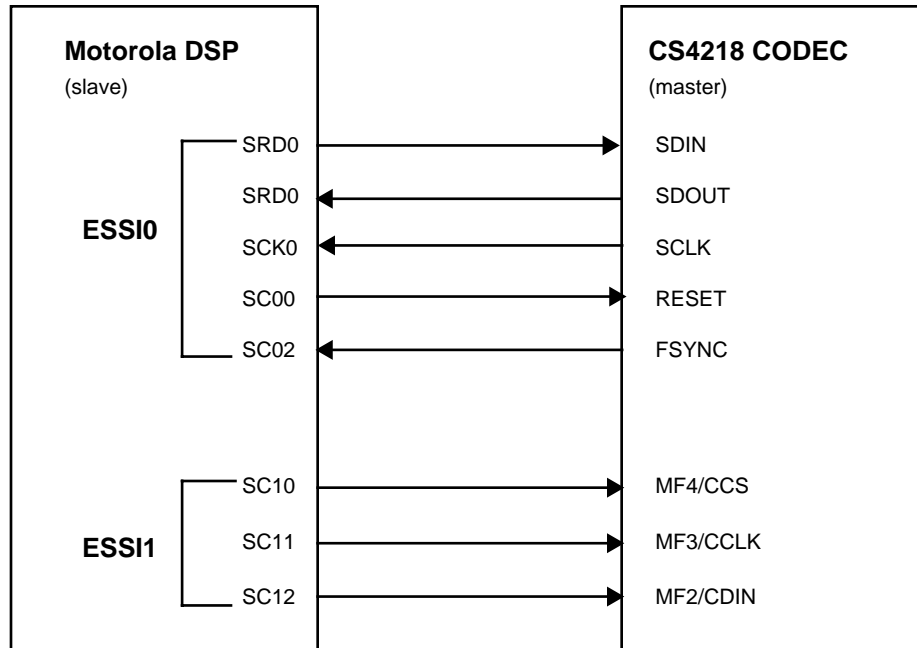 Motorola DSP
(slave)
CS4218 CODEC
(master)
ESSI0
SRD0
SDIN
SRD0
SDOUT
SCK0
SCLK
SC00
RESET
SC02
FSYNC
ESSI1
SC10
MF4/CCS
SC11
MF3/CCLK
SC12
MF2/CDIN